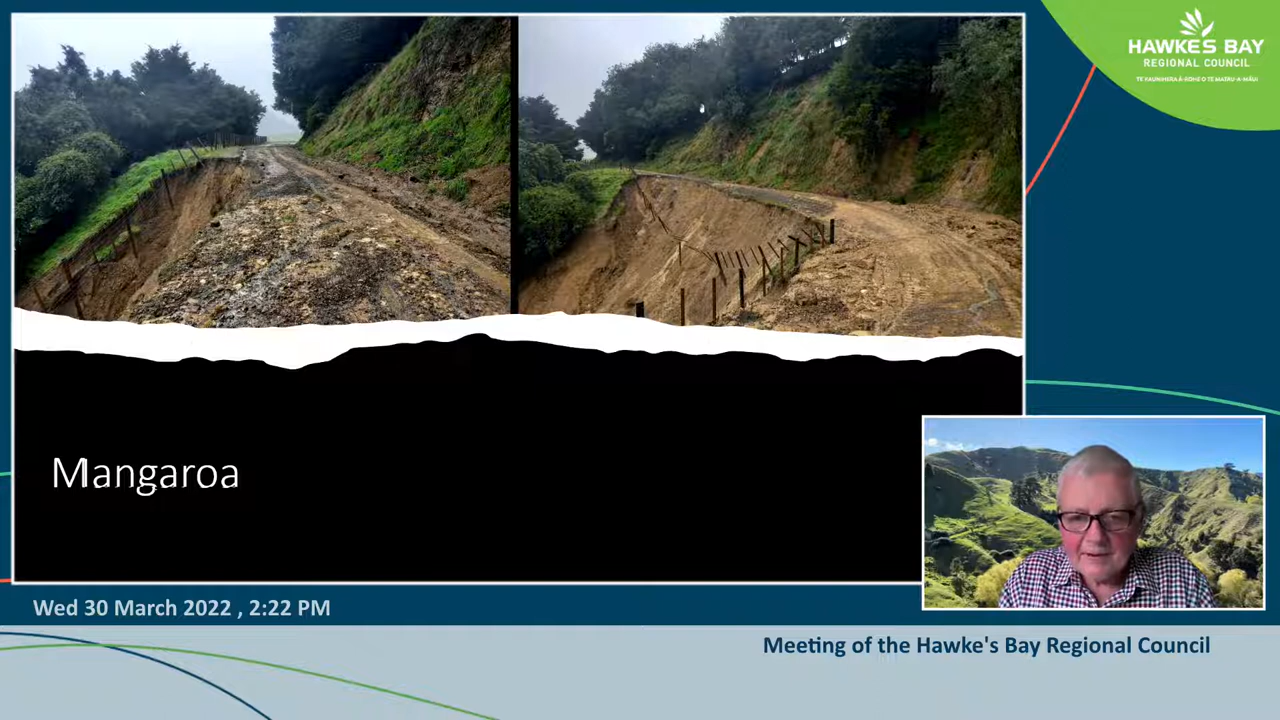 HAWKE'S BAY
REGIONAL COUNCIL
Mangaroa
Wed 30 March 2022 , 2:22 PM
Meeting of the Hawke's Bay Regional Council